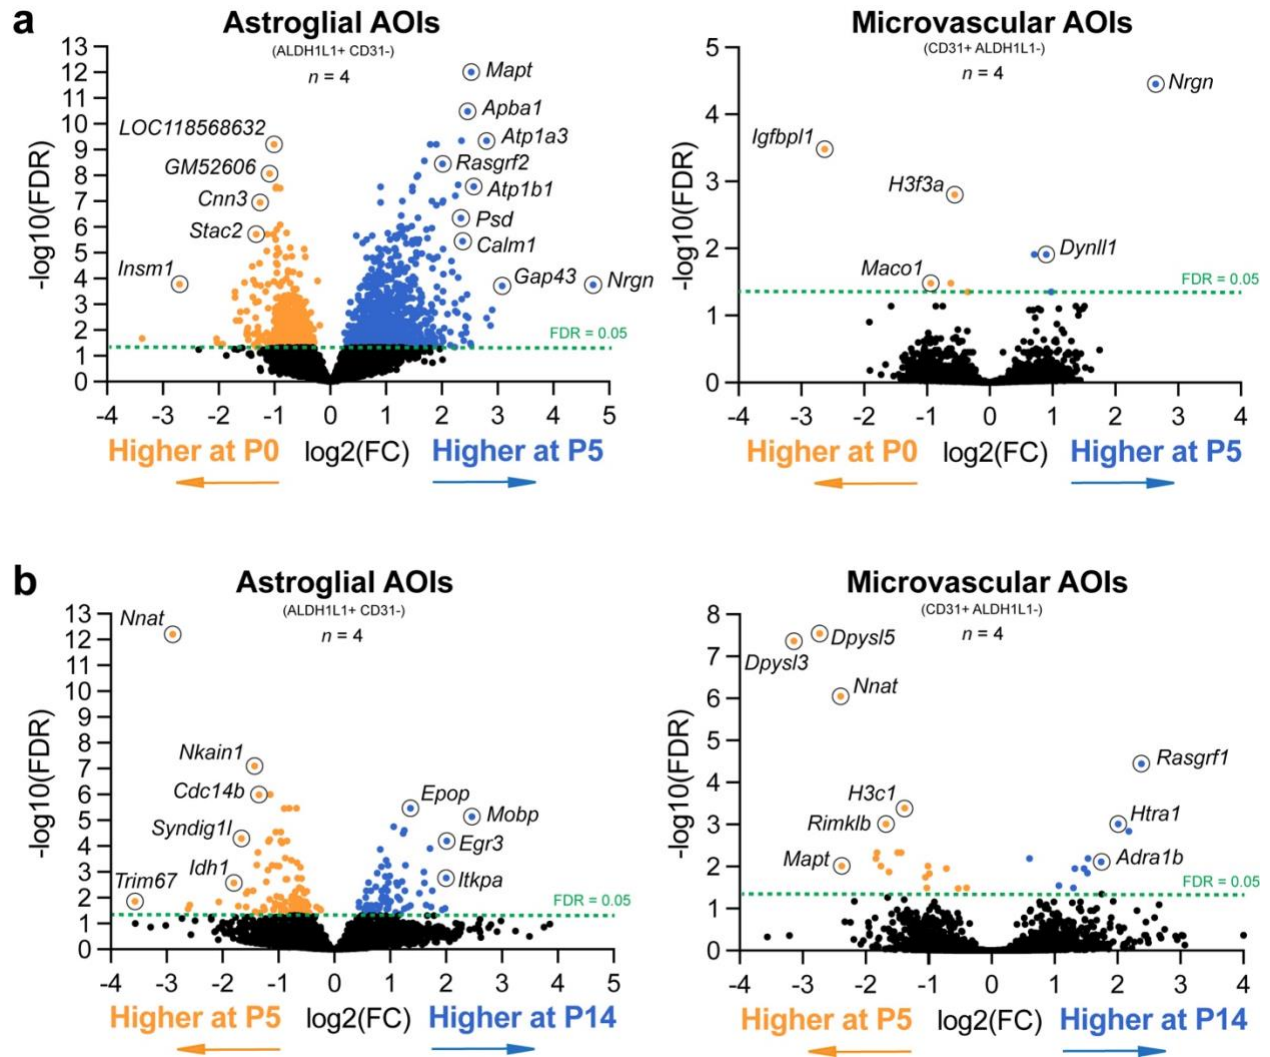 a
Astroglial AOIs
(ALDH1L1+ CD31-)
n = 4
-log10(FDR)
13
12
11
10
9
8
7
6
5
4
3
2
1
0
Mapt
Apba1
Atp1a3
Rasgrf2
Atp1b1
Psd
Calm1
Gap43
Nrgn
LOC118568632
GM52606
Cnn3
Stac2
Insm1
FDR = 0.05
-4 -3 -2 -1 0 1 2 3 4 5
Higher at P0 log2(FC) Higher at P5
Microvascular AOIs
(CD31+ ALDH1L1-)
n = 4
-log10(FDR)
5
4
3
2
1
0
Nrgn
Igfbpl1
H3f3a
Dynll1
Maco1
FDR = 0.05
-4 -3 -2 -1 0 1 2 3 4
Higher at P0 log2(FC) Higher at P5
b
Astroglial AOIs
(ALDH1L1+ CD31-)
n = 4
-log10(FDR)
13
12
11
10
9
8
7
6
5
4
3
2
1
0
Nnat
Nkain1
Cdc14b
Syndig1l
Idh1
Trim67
Epop
Mobp
Egr3
Itkpa
FDR = 0.05
-4 -3 -2 -1 0 1 2 3 4 5
Higher at P5 log2(FC) Higher at P14
Microvascular AOIs
(CD31+ ALDH1L1-)
n = 4
-log10(FDR)
8
7
6
5
4
3
2
1
0
Dpysl5
Dpysl3
Nnat
Rasgrf1
H3c1
Rimklb
Htra1
Mapt
Adra1b
FDR = 0.05
-4 -3 -2 -1 0 1 2 3 4
Higher at P5 log2(FC) Higher at P14